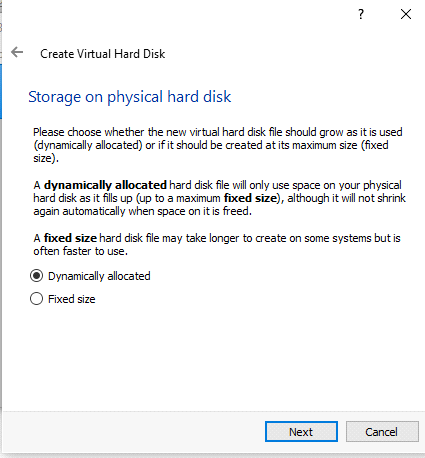 ?
Create Virtual Hard Disk
Storage on physical hard disk
Please choose whether the new virtual hard disk file should grow as it is used
(dynamically allocated) or if it should be created at its maximum size (fixed
size).
A dynamically allocated hard disk file will only use space on your physical
hard disk as it fills up (up to a maximum fixed size), although it will not shrink
again automatically when space on it is freed.
A fixed size hard disk file may take longer to create on some systems but is
often faster to use.
Dynamically allocated
Fixed size
Next Cancel